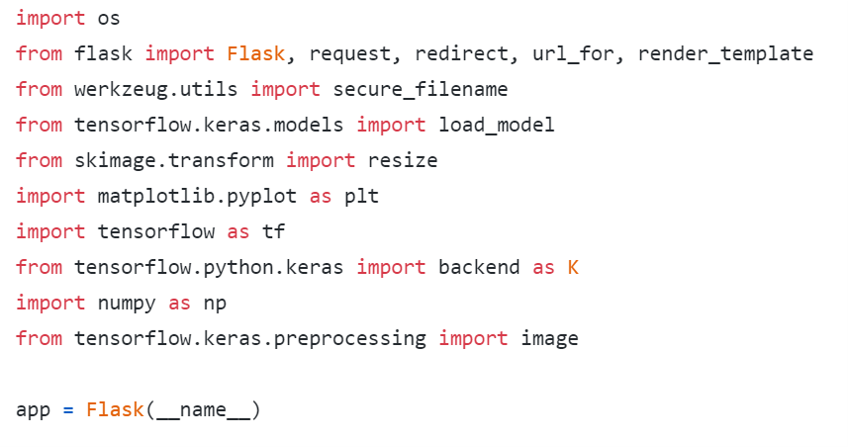 import os
from flask import Flask, request, redirect, url_for, render_template
from werkzeug.utils import secure_filename
from tensorflow.keras.models import load_model
from skimage.transform import resize
import matplotlib.pyplot as plt
import tensorflow as tf
from tensorflow.python.keras import backend as K
import numpy as np
from tensorflow.keras.preprocessing import image
app = Flask(__name__)